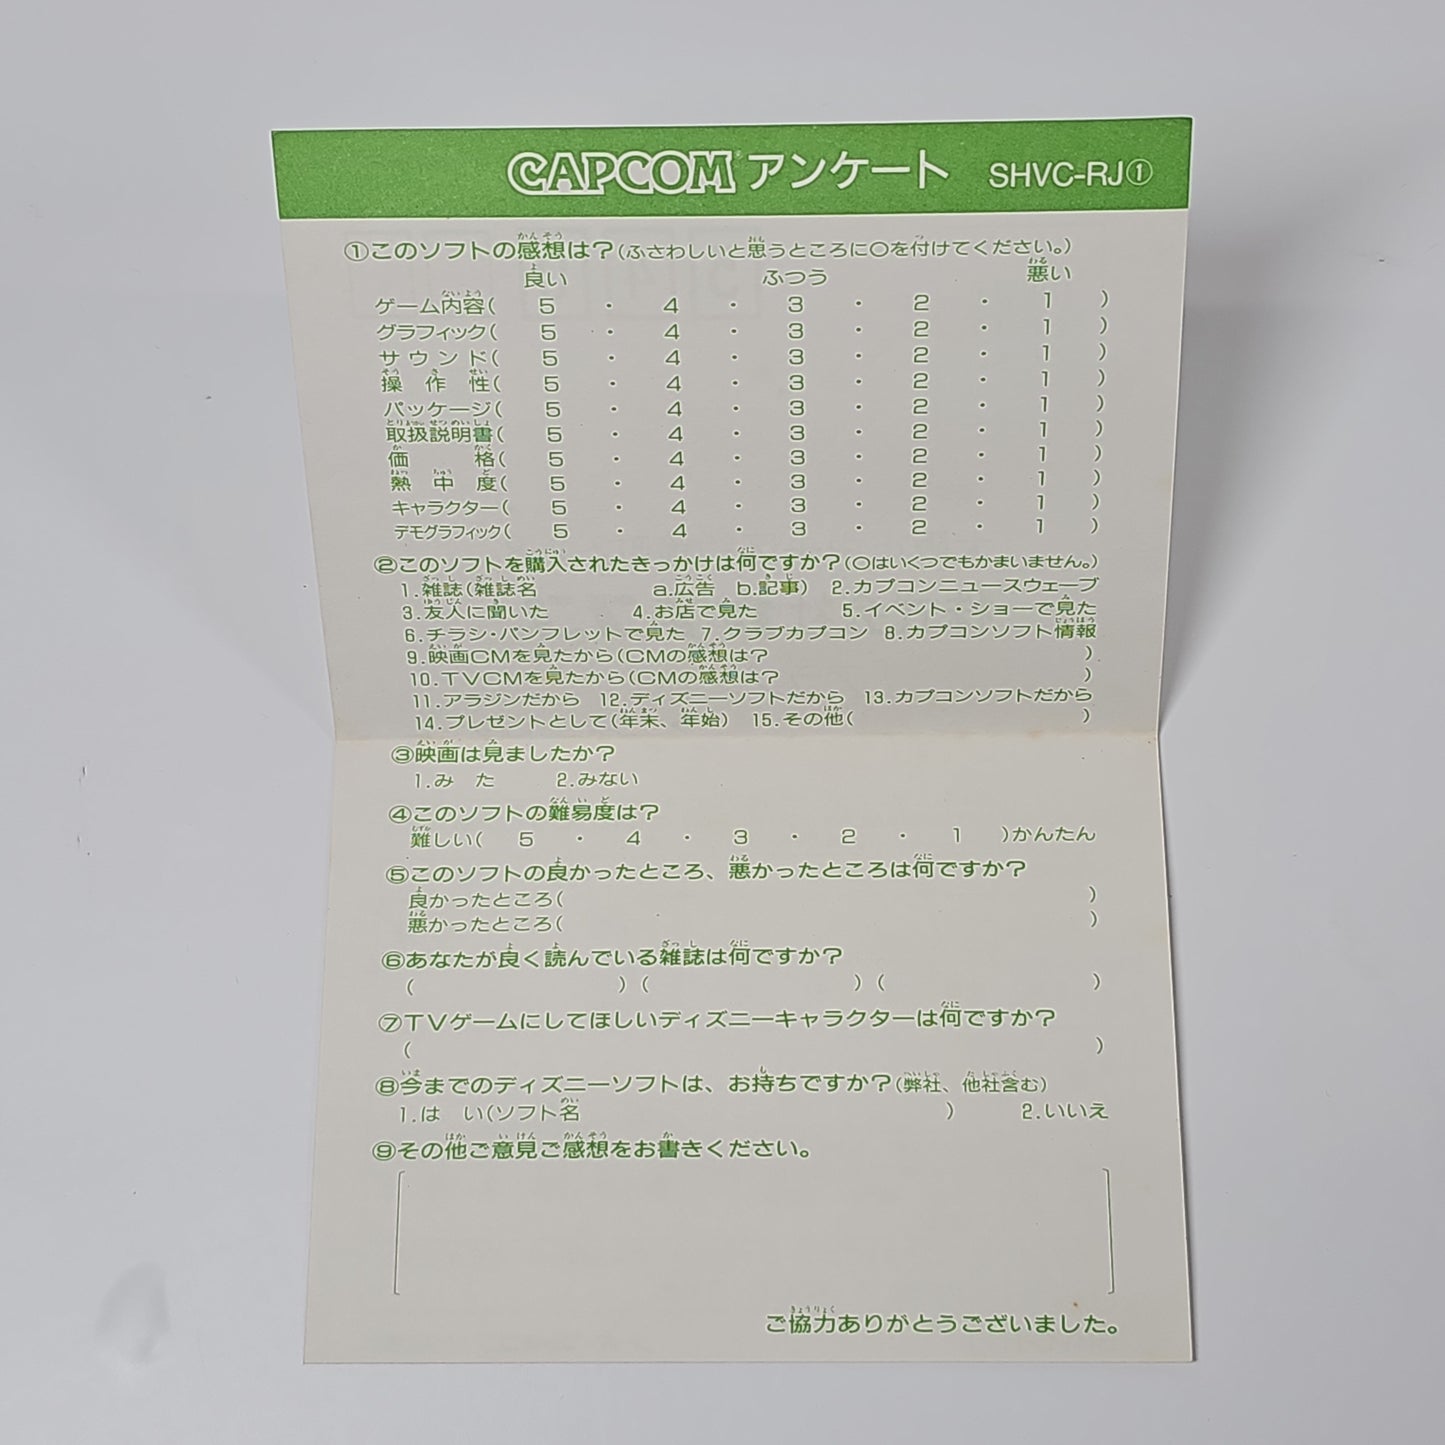 CAPCOM アンケート SHVC-RJ①
①このソフトの感想は？(ふさわしいと思うところに○を付けてください。)
良い ふつう 悪い
ゲーム内容( 5 ・ 4 ・ 3 ・ 2 ・ 1 )
グラフィック( 5 ・ 4 ・ 3 ・ 2 ・ 1 )
サウンド( 5 ・ 4 ・ 3 ・ 2 ・ 1 )
操作性( 5 ・ 4 ・ 3 ・ 2 ・ 1 )
パッケージ( 5 ・ 4 ・ 3 ・ 2 ・ 1 )
取扱説明書( 5 ・ 4 ・ 3 ・ 2 ・ 1 )
価格( 5 ・ 4 ・ 3 ・ 2 ・ 1 )
熱中度( 5 ・ 4 ・ 3 ・ 2 ・ 1 )
キャラクター( 5 ・ 4 ・ 3 ・ 2 ・ 1 )
デモグラフィック( 5 ・ 4 ・ 3 ・ 2 ・ 1 )
②このソフトを購入されたきっかけは何ですか？(○はいくつでもかまいません。)
1.雑誌(雑誌名 a.広告 b.記事) 2.カプコンニュースウェーブ
3.友人に聞いた 4.お店で見た 5.イベント・ショーで見た
6.チラシ・パンフレットで見た 7.クラブカプコン 8.カプコンソフト情報
9.映画CMを見たから(CMの感想は？ )
10.TVCMを見たから(CMの感想は？ )
11.アラジンだから 12.ディズニーソフトだから 13.カプコンソフトだから
14.プレゼントとして(年末、年始) 15.その他( )
③映画は見ましたか？
1.み た 2.みない
④このソフトの難易度は？
難しい( 5 ・ 4 ・ 3 ・ 2 ・ 1 )かんたん
⑤このソフトの良かったところ、悪かったところは何ですか？
良かったところ( )
悪かったところ( )
⑥あなたが良く読んでいる雑誌は何ですか？
( ) ( ) ( )
⑦TVゲームにしてほしいディズニーキャラクターは何ですか？
( )
⑧今までのディズニーソフトは、お持ちですか？(弊社、他社含む)
1.は い(ソフト名 ) 2.いいえ
⑨その他ご意見ご感想をお書きください。
ご協力ありがとうございました。